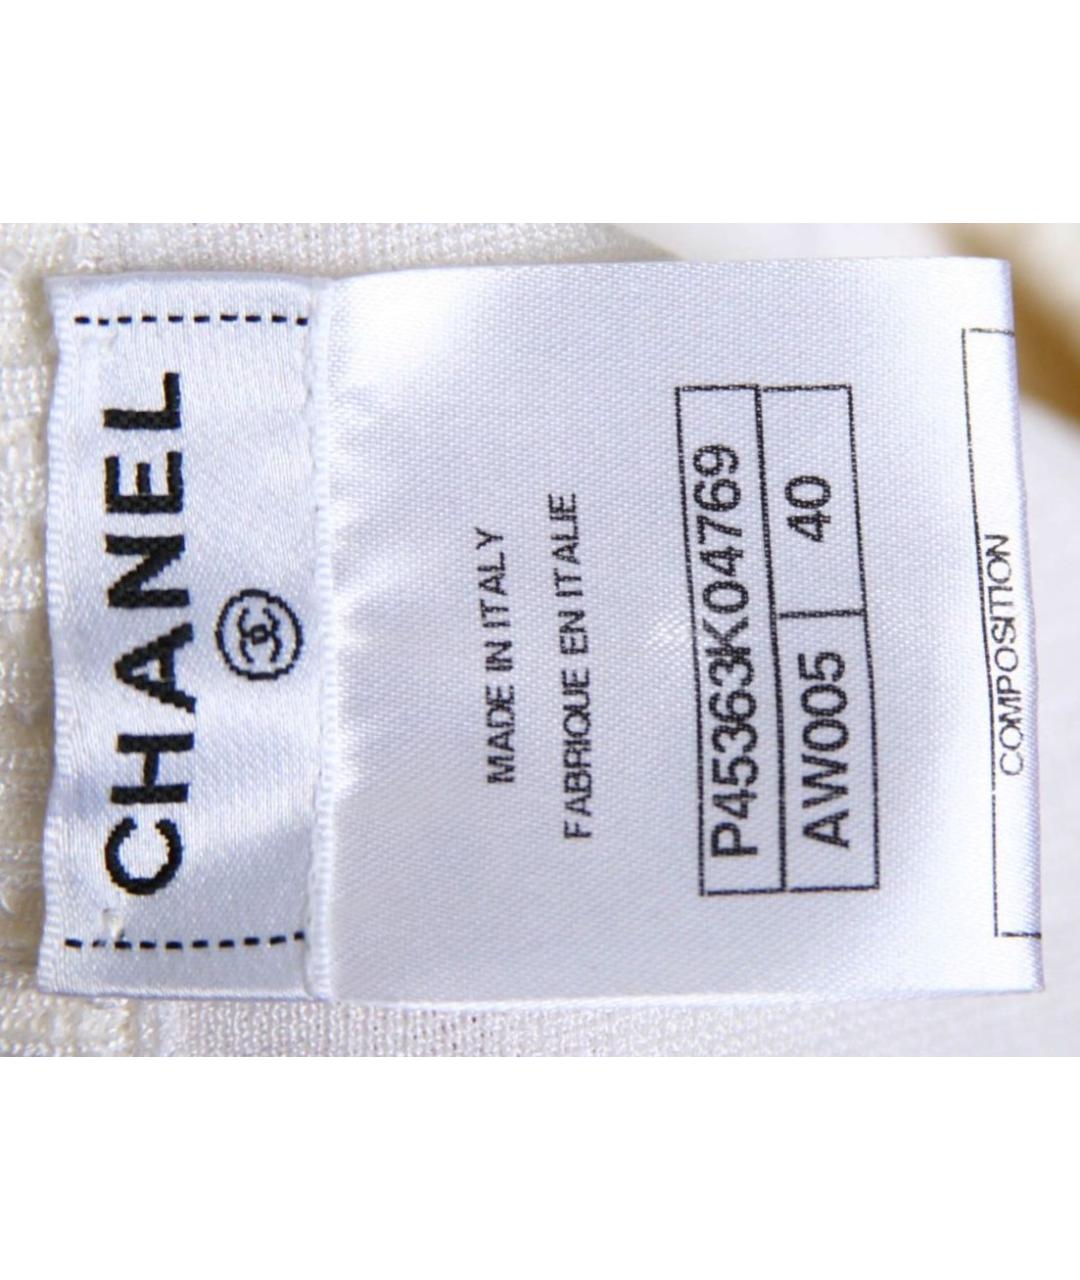 CHANEL
MADE IN ITALY
FABRIQUE EN ITALIE
P45363K04769
AW005 40
COMPOSITION